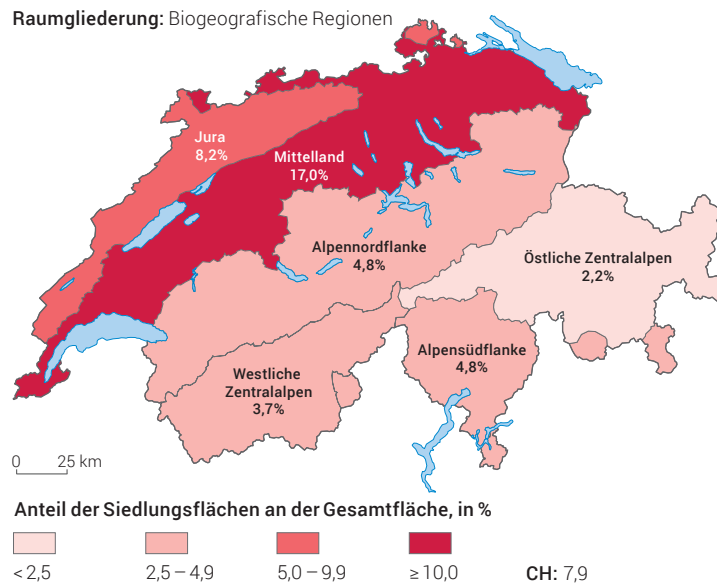 Raumgliederung: Biogeografische Regionen
Jura
8,2%
Mittelland
17,0%
Alpennordflanke
4,8%
Östliche Zentralalpen
2,2%
Alpensüdflanke
4,8%
Westliche
Zentralalpen
3,7%
0 25 km
Anteil der Siedlungsflächen an der Gesamtfläche, in %
< 2,5 2,5 – 4,9 5,0 – 9,9 ≥ 10,0 CH: 7,9